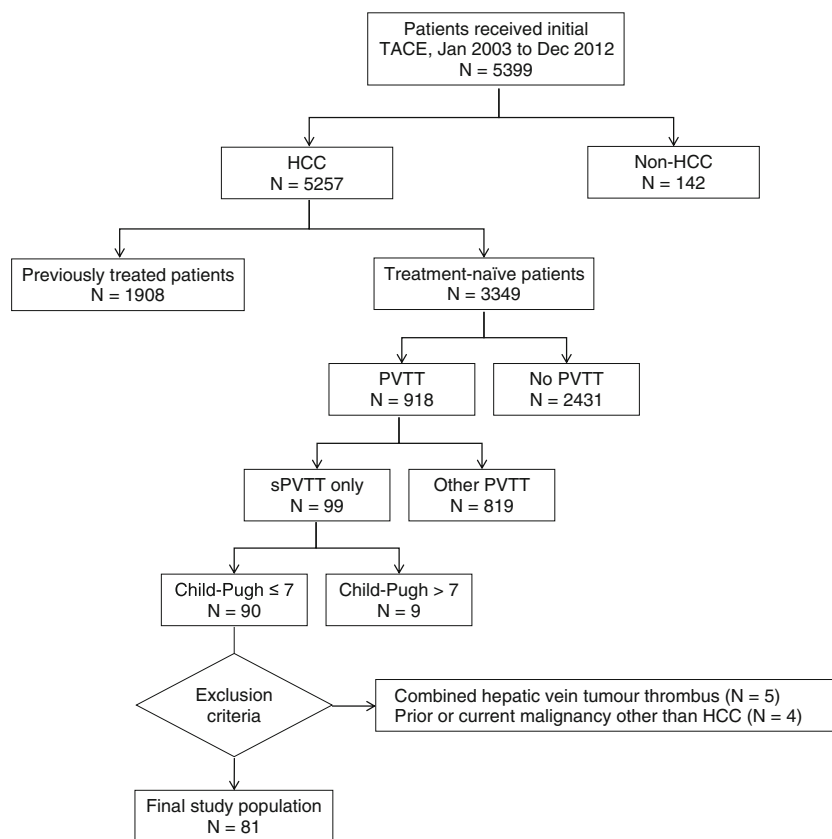 Patients received initial
TACE, Jan 2003 to Dec 2012
N = 5399
HCC
N = 5257
Non-HCC
N = 142
Previously treated patients
N = 1908
Treatment-naïve patients
N = 3349
PVTT
N = 918
No PVTT
N = 2431
sPVTT only
N = 99
Other PVTT
N = 819
Child-Pugh ≤ 7
N = 90
Child-Pugh > 7
N = 9
Exclusion
criteria
Combined hepatic vein tumour thrombus (N = 5)
Prior or current malignancy other than HCC (N = 4)
Final study population
N = 81